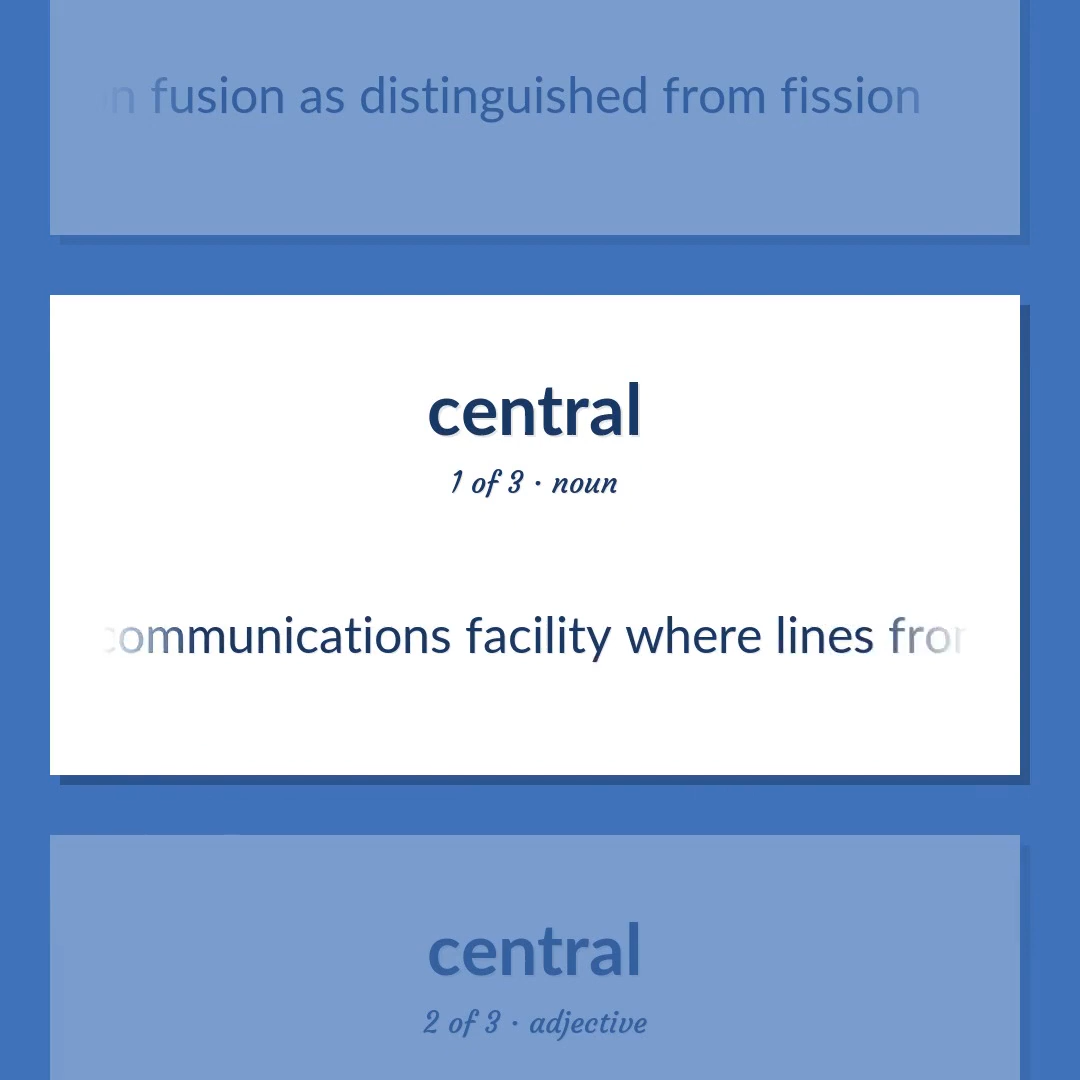 fusion as distinguished from fission
central
1 of 3 · noun
communications facility where lines
central
2 of 3 · adjective